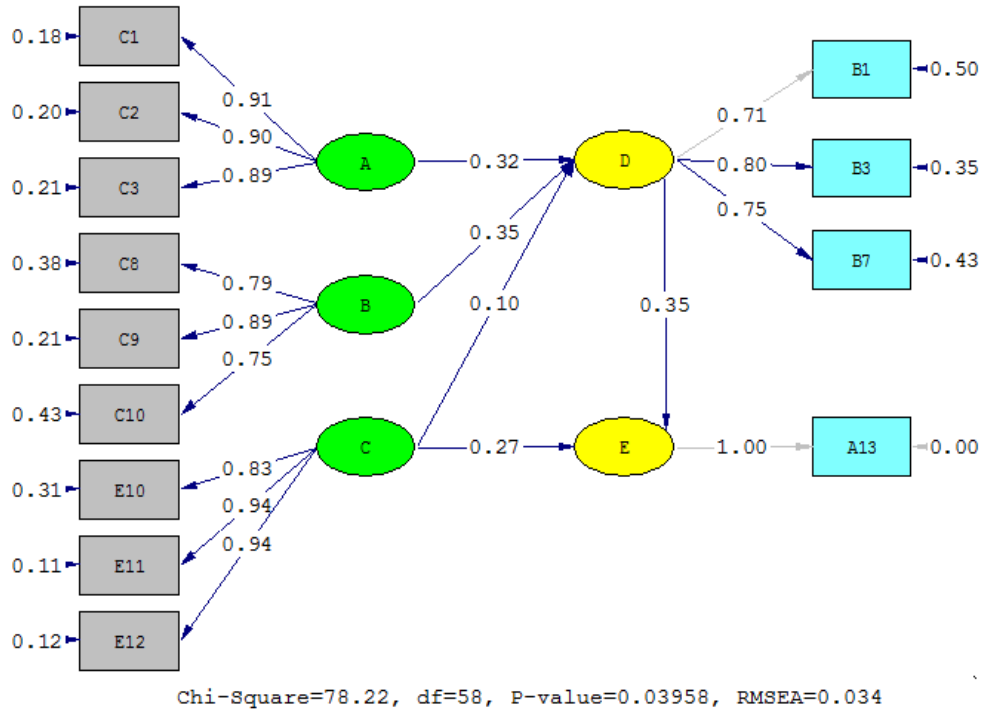 0.18 C1
0.20 C2
0.21 C3
0.38 C8
0.21 C9
0.43 C10
0.31 E10
0.11 E11
0.12 E12
0.91
0.90
0.89
0.79
0.89
0.75
0.83
0.94
0.94
A
B
C
0.32
0.35
0.10
0.27
D
0.35
E
0.71
0.80
0.75
1.00
B1 0.50
B3 0.35
B7 0.43
A13 0.00
Chi-Square=78.22, df=58, P-value=0.03958, RMSEA=0.034